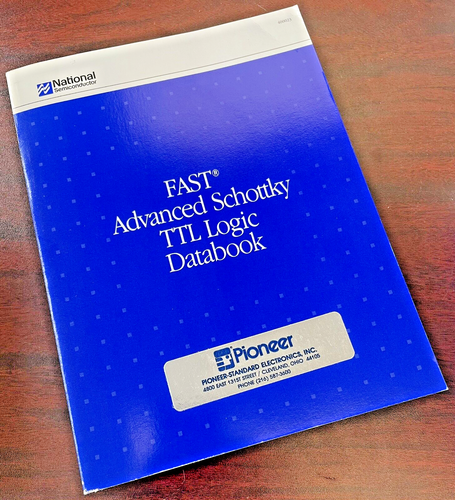 National
Semiconductor
FAST®
Advanced Schottky
TTL Logic
Databook
Pioneer
PIONEER-STANDARD ELECTRONICS, INC.
4800 EAST 131ST STREET / CLEVELAND, OHIO 44105
PHONE (216) 587-3600